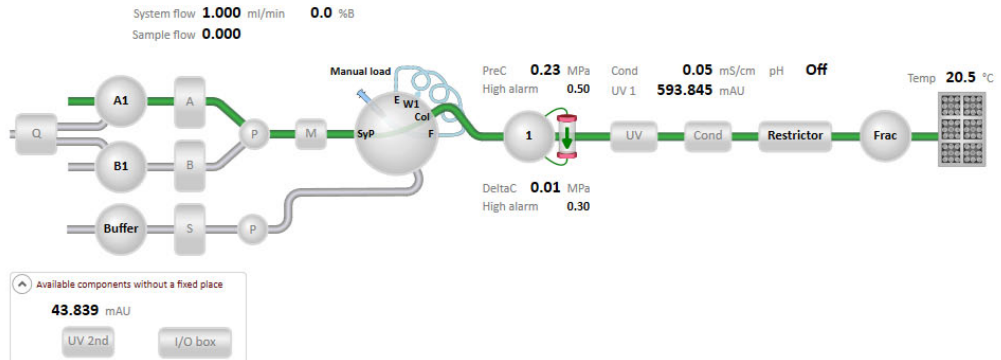 System flow 1.000 ml/min 0.0 %B
Sample flow 0.000
Manual load
PreC 0.23 MPa
High alarm 0.50
Cond 0.05 mS/cm pH Off
UV 1 593.845 mAU
Temp 20.5 °C
A1 A
E W1
Col
Q P M SyP F 1 UV Cond Restrictor Frac
B1 B
DeltaC 0.01 MPa
High alarm 0.30
Buffer S P
Available components without a fixed place
43.839 mAU
UV 2nd I/O box